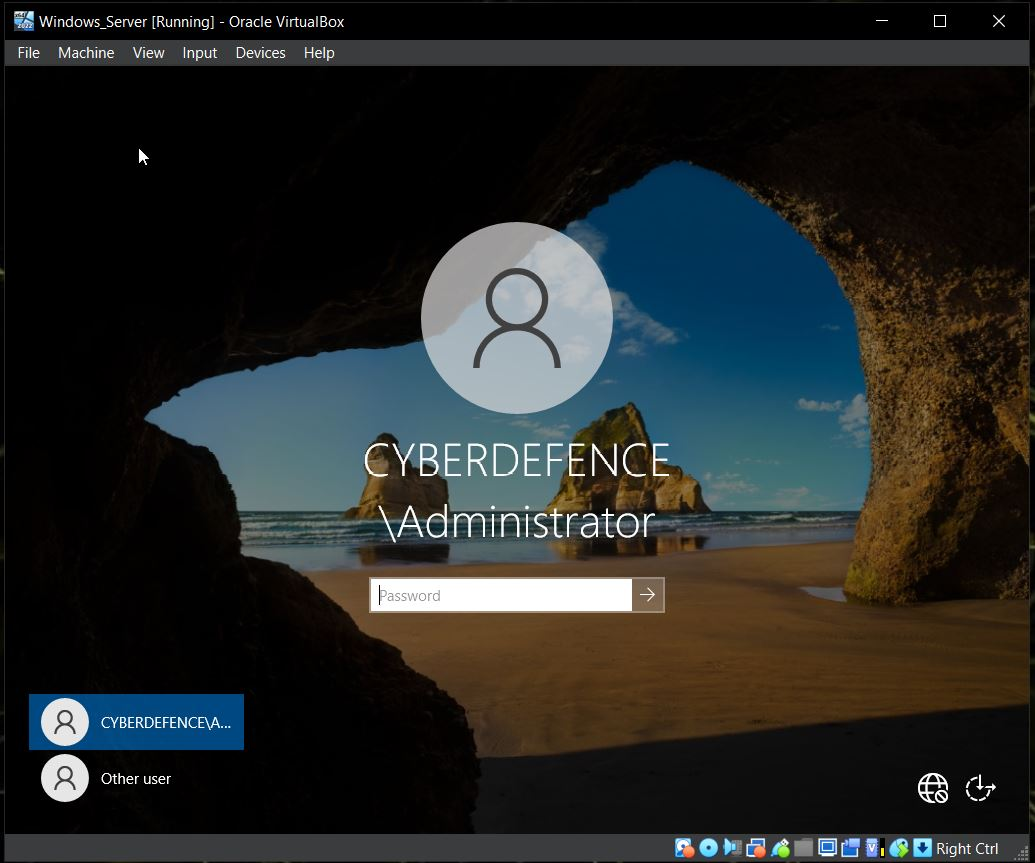 Windows_Server [Running] - Oracle VirtualBox
File Machine View Input Devices Help
CYBERDEFENCE
\Administrator
Password
CYBERDEFENCE\A...
Other user
Right Ctrl